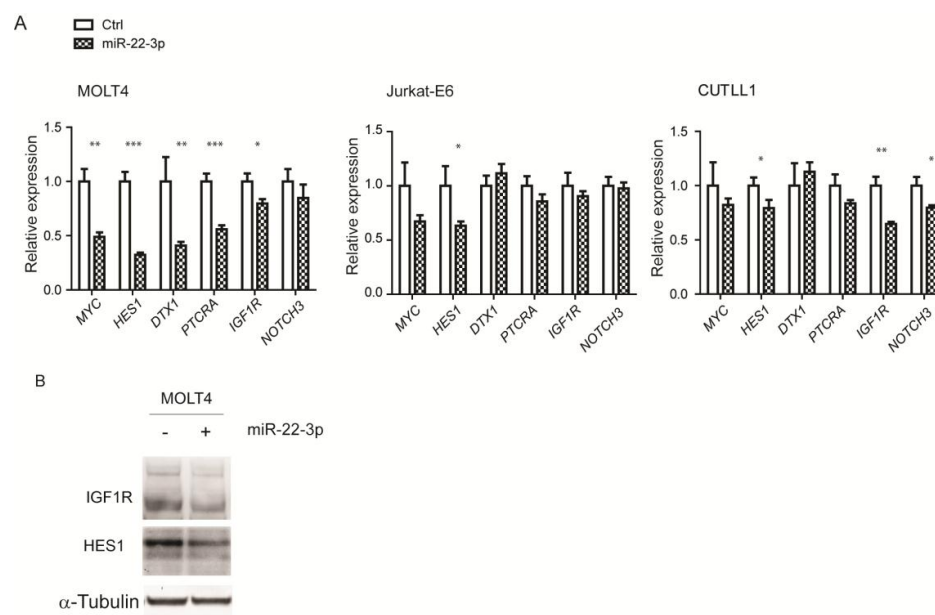 A
Ctrl
miR-22-3p
MOLT4
Relative expression
1.5
1.0
0.5
0.0
** *** ** *** *
MYC HES1 DTX1 PTCRA IGF1R NOTCH3
Jurkat-E6
Relative expression
1.5
1.0
0.5
0.0
*
MYC HES1 DTX1 PTCRA IGF1R NOTCH3
CUTLL1
Relative expression
1.5
1.0
0.5
0.0
* ** *
MYC HES1 DTX1 PTCRA IGF1R NOTCH3
B
MOLT4
- + miR-22-3p
IGF1R
HES1
α-Tubulin